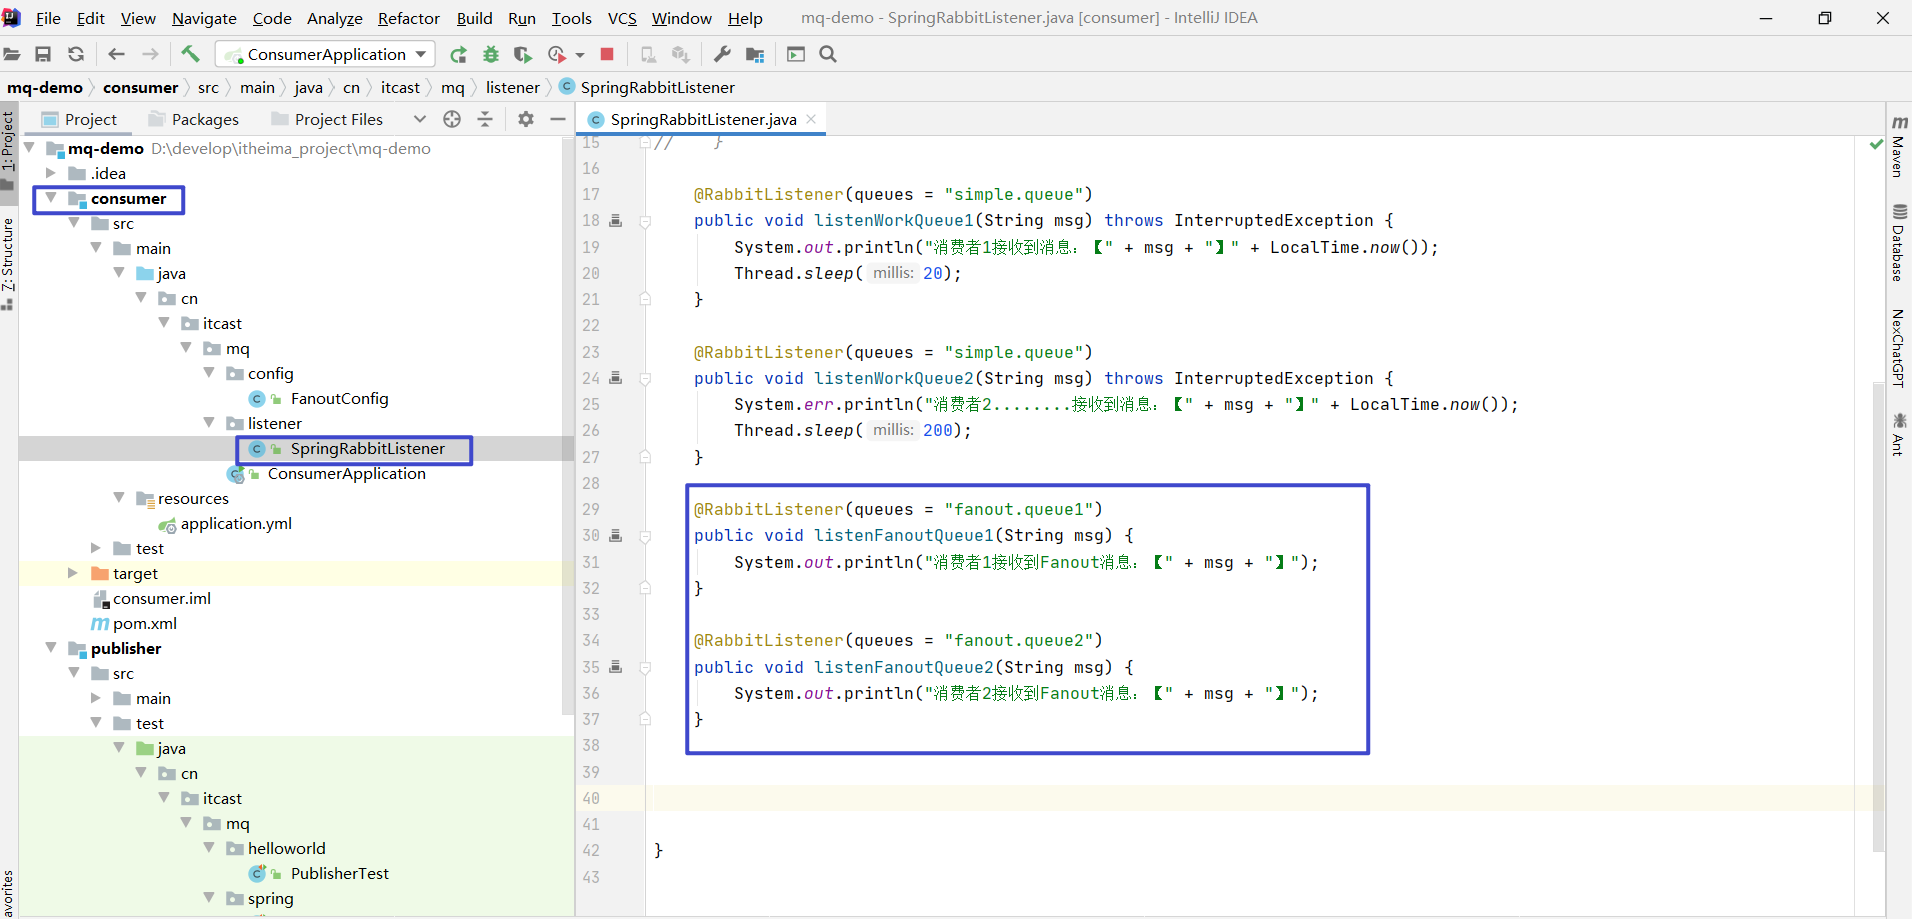 File Edit View Navigate Code Analyze Refactor Build Run Tools VCS Window Help mq-demo - SpringRabbitListener.java [consumer] - IntelliJ IDEA
ConsumerApplication
mq-demo consumer src main java cn itcast mq listener SpringRabbitListener
Project Packages Project Files
SpringRabbitListener.java
1: Project
7: Structure
avorites
mq-demo D:\develop\itheima_project\mq-demo
.idea
consumer
src
main
java
cn
itcast
mq
config
FanoutConfig
listener
SpringRabbitListener
ConsumerApplication
resources
application.yml
test
target
consumer.iml
pom.xml
publisher
src
main
test
java
cn
itcast
mq
helloworld
PublisherTest
spring
15 // }
16
17 @RabbitListener(queues = "simple.queue")
18 public void listenWorkQueue1(String msg) throws InterruptedException {
19 System.out.println("消费者1接收到消息：【" + msg + "】" + LocalTime.now());
20 Thread.sleep( millis: 20);
21 }
22
23 @RabbitListener(queues = "simple.queue")
24 public void listenWorkQueue2(String msg) throws InterruptedException {
25 System.err.println("消费者2........接收到消息：【" + msg + "】" + LocalTime.now());
26 Thread.sleep( millis: 200);
27 }
28
29 @RabbitListener(queues = "fanout.queue1")
30 public void listenFanoutQueue1(String msg) {
31 System.out.println("消费者1接收到Fanout消息：【" + msg + "】");
32 }
33
34 @RabbitListener(queues = "fanout.queue2")
35 public void listenFanoutQueue2(String msg) {
36 System.out.println("消费者2接收到Fanout消息：【" + msg + "】");
37 }
38
39
40
41
42 }
43
Maven
Database
NexChatGPT
Ant